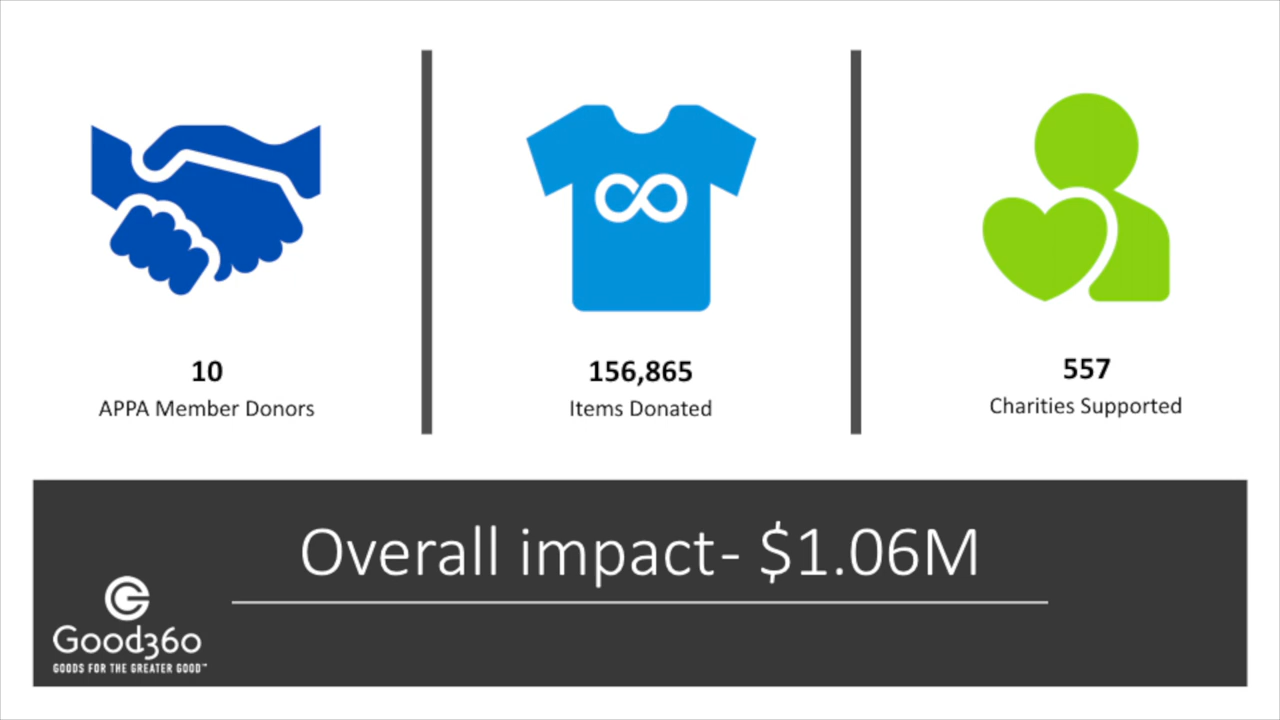 10
APPA Member Donors
156,865
Items Donated
557
Charities Supported
Overall impact- $1.06M
Good360
GOODS FOR THE GREATER GOOD™